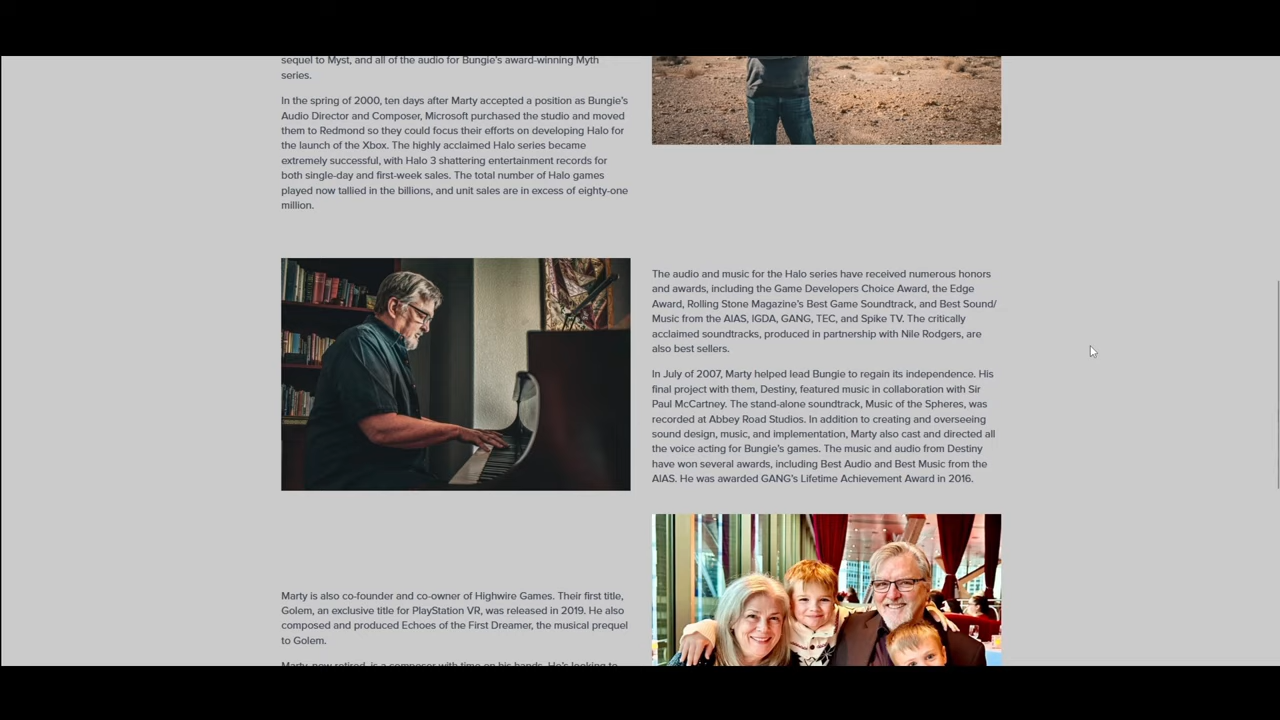 sequel to Myst, and all of the audio for Bungie's award-winning Myth
series.
In the spring of 2000, ten days after Marty accepted a position as Bungie's
Audio Director and Composer, Microsoft purchased the studio and moved
them to Redmond so they could focus their efforts on developing Halo for
the launch of the Xbox. The highly acclaimed Halo series became
extremely successful, with Halo 3 shattering entertainment records for
both single-day and first-week sales. The total number of Halo games
played now tallied in the billions, and unit sales are in excess of eighty-one
million.
The audio and music for the Halo series have received numerous honors
and awards, including the Game Developers Choice Award, the Edge
Award, Rolling Stone Magazine's Best Game Soundtrack, and Best Sound/
Music from the AIAS, IGDA, GANG, TEC, and Spike TV. The critically
acclaimed soundtracks, produced in partnership with Nile Rodgers, are
also best sellers.
In July of 2007, Marty helped lead Bungie to regain its independence. His
final project with them, Destiny, featured music in collaboration with Sir
Paul McCartney. The stand-alone soundtrack, Music of the Spheres, was
recorded at Abbey Road Studios. In addition to creating and overseeing
sound design, music, and implementation, Marty also cast and directed all
the voice acting for Bungie's games. The music and audio from Destiny
have won several awards, including Best Audio and Best Music from the
AIAS. He was awarded GANG's Lifetime Achievement Award in 2016.
Marty is also co-founder and co-owner of Highwire Games. Their first title,
Golem, an exclusive title for PlayStation VR, was released in 2019. He also
composed and produced Echoes of the First Dreamer, the musical prequel
to Golem.
Marty, now retired, is a composer with time on his hands. He's looking to